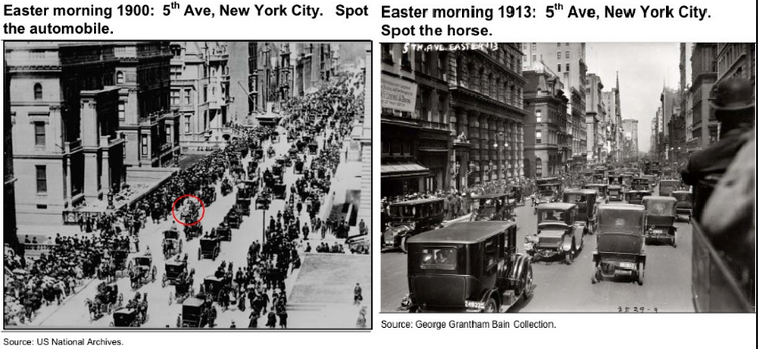 Easter morning 1900: 5th Ave, New York City. Spot
the automobile.
Source: US National Archives.
Easter morning 1913: 5th Ave, New York City.
Spot the horse.
5TH AVE EASTER '13
Source: George Grantham Bain Collection.